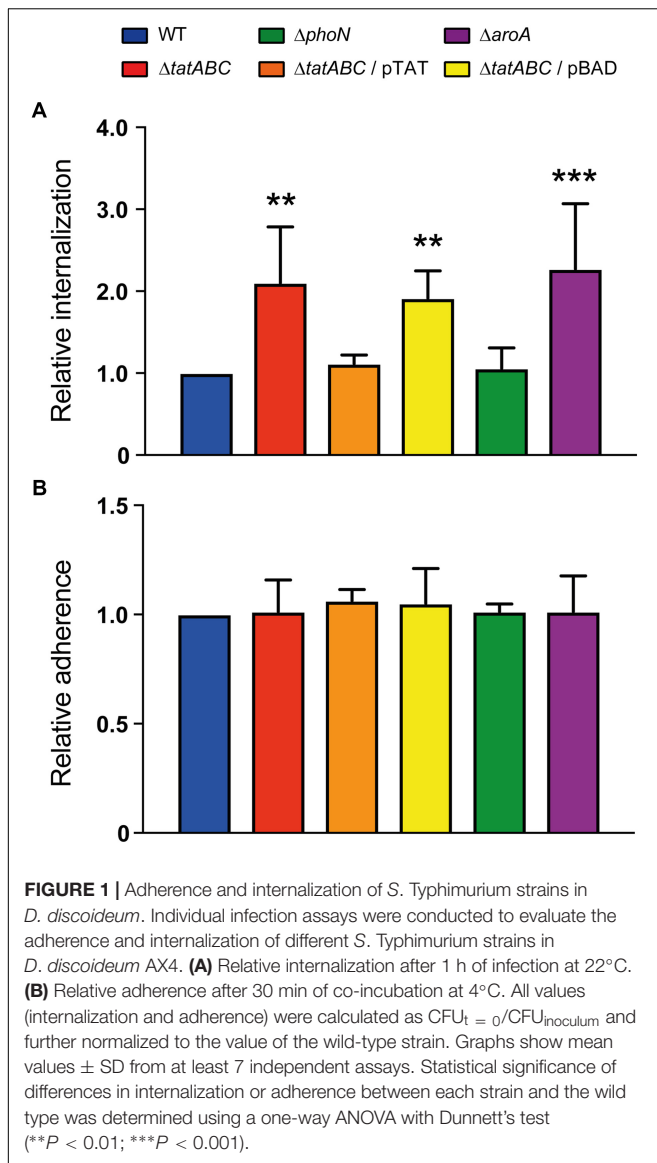 WT ΔphoN ΔaroA
ΔtatABC ΔtatABC / pTAT ΔtatABC / pBAD
A
Relative internalization
4.0
3.0
2.0
1.0
0
** ** ***
B
Relative adherence
1.5
1.0
0.5
0
FIGURE 1 | Adherence and internalization of S. Typhimurium strains in
D. discoideum. Individual infection assays were conducted to evaluate the
adherence and internalization of different S. Typhimurium strains in
D. discoideum AX4. (A) Relative internalization after 1 h of infection at 22°C.
(B) Relative adherence after 30 min of co-incubation at 4°C. All values
(internalization and adherence) were calculated as CFUt = 0/CFUinoculum and
further normalized to the value of the wild-type strain. Graphs show mean
values ± SD from at least 7 independent assays. Statistical significance of
differences in internalization or adherence between each strain and the wild
type was determined using a one-way ANOVA with Dunnett's test
(**P < 0.01; ***P < 0.001).